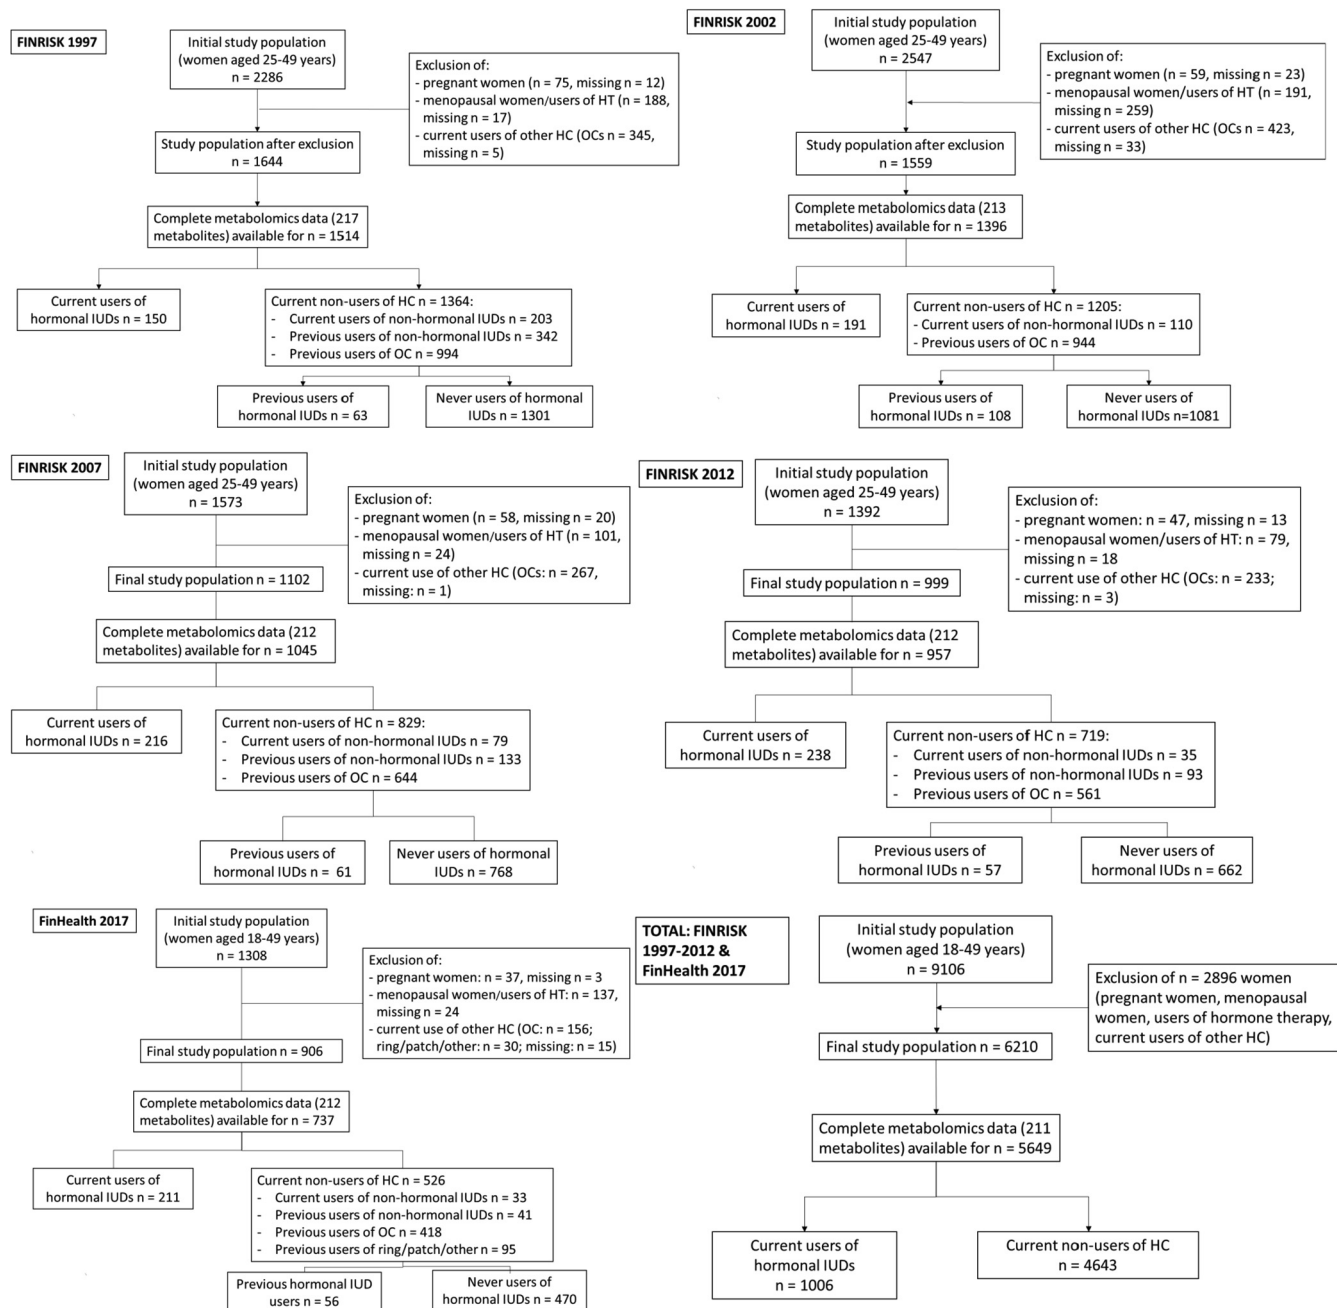 FINRISK 1997
Initial study population
(women aged 25-49 years)
n = 2286
Exclusion of:
- pregnant women (n = 75, missing n = 12)
- menopausal women/users of HT (n = 188,
missing n = 17)
- current users of other HC (OCs n = 345,
missing n = 5)
Study population after exclusion
n = 1644
Complete metabolomics data (217
metabolites) available for n = 1514
Current users of
hormonal IUDs n = 150
Current non-users of HC n = 1364:
- Current users of non-hormonal IUDs n = 203
- Previous users of non-hormonal IUDs n = 342
- Previous users of OC n = 994
Previous users of
hormonal IUDs n = 63
Never users of hormonal
IUDs n = 1301
FINRISK 2002
Initial study population
(women aged 25-49 years)
n = 2547
Exclusion of:
- pregnant women (n = 59, missing n = 23)
- menopausal women/users of HT (n = 191,
missing n = 259)
- current users of other HC (OCs n = 423,
missing n = 33)
Study population after exclusion
n = 1559
Complete metabolomics data (213
metabolites) available for n = 1396
Current users of
hormonal IUDs n = 191
Current non-users of HC n = 1205:
- Current users of non-hormonal IUDs n = 110
- Previous users of OC n = 944
Previous users of
hormonal IUDs n = 108
Never users of
hormonal IUDs n=1081
FINRISK 2007
Initial study population
(women aged 25-49 years)
n = 1573
Exclusion of:
- pregnant women (n = 58, missing n = 20)
- menopausal women/users of HT (n = 101,
missing n = 24)
- current use of other HC (OCs: n = 267,
missing: n = 1)
Final study population n = 1102
Complete metabolomics data (212
metabolites) available for n = 1045
Current users of
hormonal IUDs n = 216
Current non-users of HC n = 829:
- Current users of non-hormonal IUDs n = 79
- Previous users of non-hormonal IUDs n = 133
- Previous users of OC n = 644
Previous users of
hormonal IUDs n = 61
Never users of hormonal
IUDs n = 768
FINRISK 2012
Initial study population
(women aged 25-49 years)
n = 1392
Exclusion of:
- pregnant women: n = 47, missing n = 13
- menopausal women/users of HT: n = 79,
missing n = 18
- current use of other HC (OCs: n = 233;
missing: n = 3)
Final study population n = 999
Complete metabolomics data (212
metabolites) available for n = 957
Current users of
hormonal IUDs n = 238
Current non-users of HC n = 719:
- Current users of non-hormonal IUDs n = 35
- Previous users of non-hormonal IUDs n = 93
- Previous users of OC n = 561
Previous users of
hormonal IUDs n = 57
Never users of
hormonal IUDs n = 662
FinHealth 2017
Initial study population
(women aged 18-49 years)
n = 1308
Exclusion of:
- pregnant women: n = 37, missing n = 3
- menopausal women/users of HT: n = 137,
missing n = 24
- current use of other HC (OC: n = 156;
ring/patch/other: n = 30; missing: n = 15)
Final study population n = 906
Complete metabolomics data (212
metabolites) available for n = 737
Current users of
hormonal IUDs n = 211
Current non-users of HC n = 526
- Current users of non-hormonal IUDs n = 33
- Previous users of non-hormonal IUDs n = 41
- Previous users of OC n = 418
- Previous users of ring/patch/other n = 95
Previous hormonal IUD
users n = 56
Never users of
hormonal IUDs n = 470
TOTAL: FINRISK
1997-2012 &
FinHealth 2017
Initial study population
(women aged 18-49 years)
n = 9106
Exclusion of n = 2896 women
(pregnant women, menopausal
women, users of hormone therapy,
current users of other HC)
Final study population n = 6210
Complete metabolomics data (211
metabolites) available for n = 5649
Current users of
hormonal IUDs
n = 1006
Current non-users of HC
n = 4643